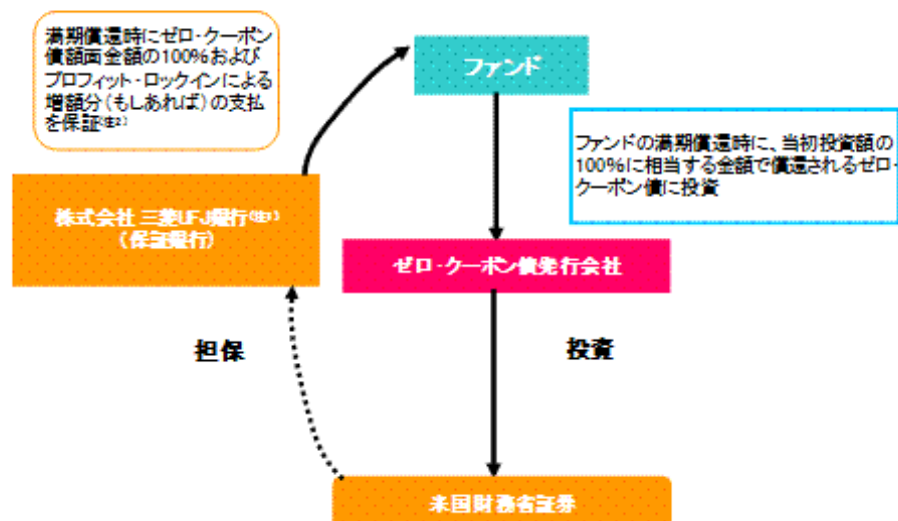 満期償還時にゼロ・クーポン
債額面金額の100%および
プロフィット・ロックインによる
増額分(もしあれば)の支払
を保証(注2)
ファンド
ファンドの満期償還時に、当初投資額の
100%に相当する金額で償還されるゼロ・
クーポン債に投資
株式会社 三菱UFJ銀行(注1)
(保証銀行)
ゼロ・クーポン債発行会社
担保
投資
米国財務省証券